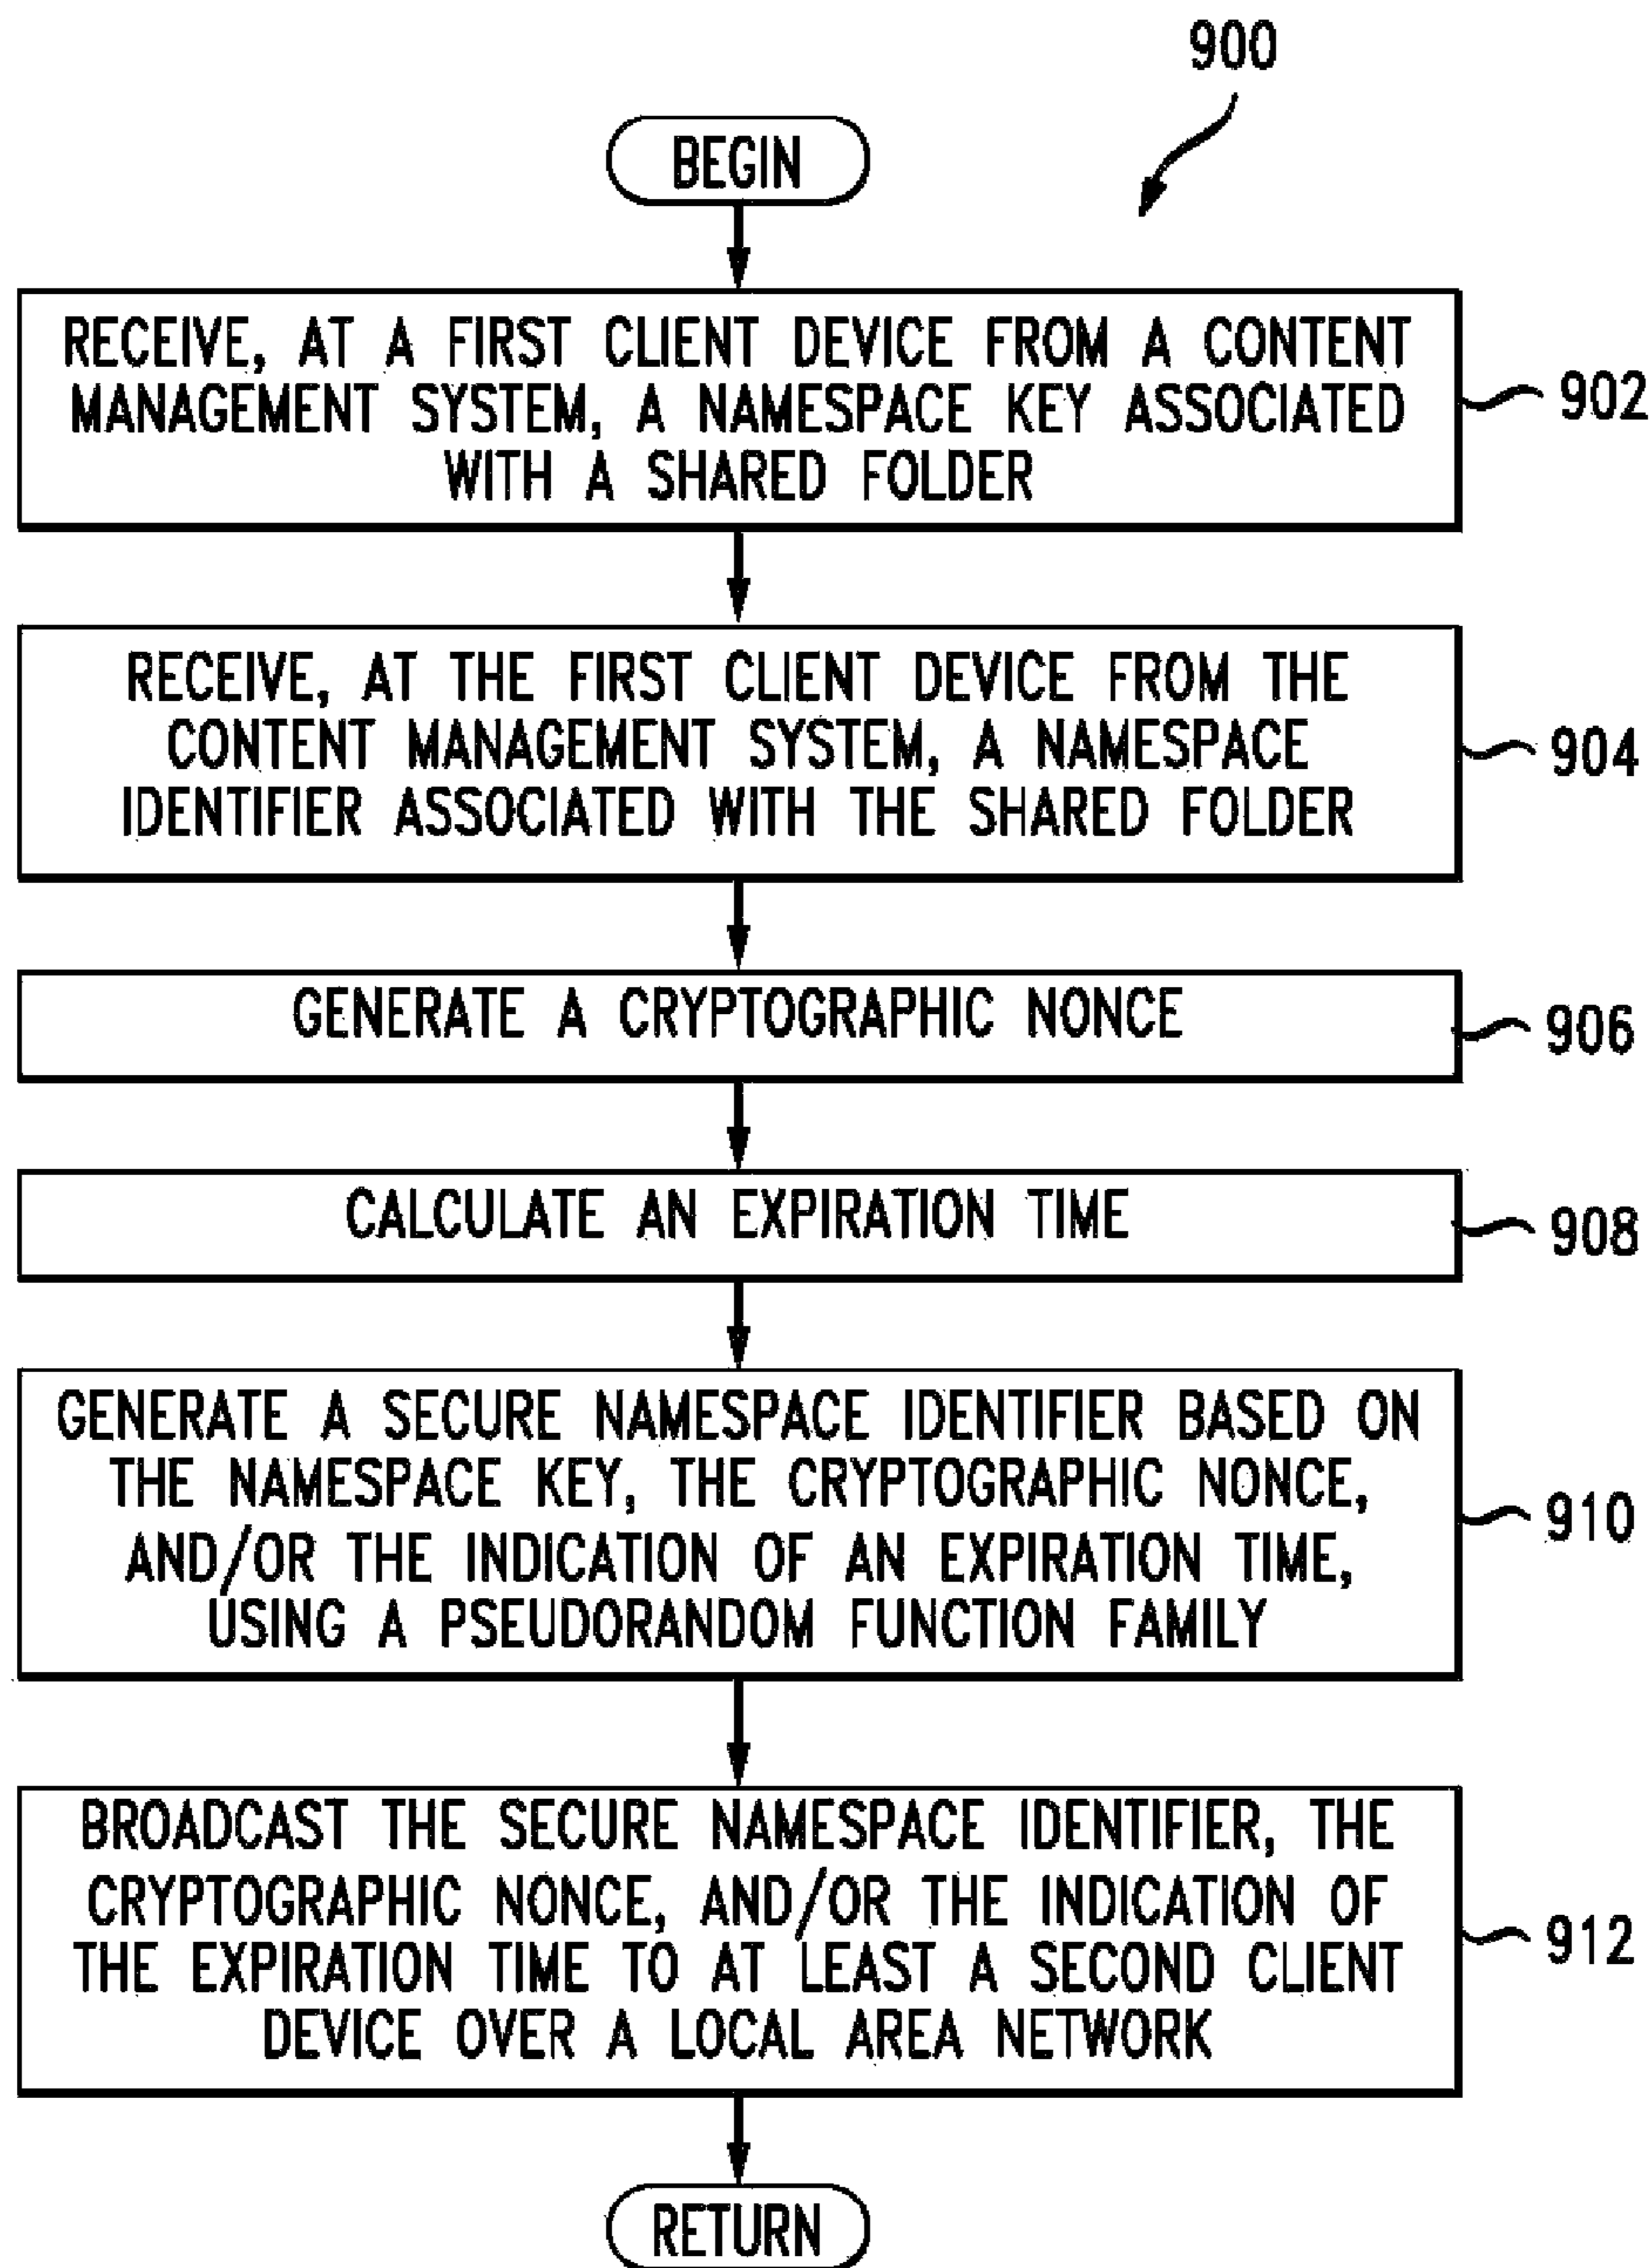 900
BEGIN
RECEIVE, AT A FIRST CLIENT DEVICE FROM A CONTENT
MANAGEMENT SYSTEM, A NAMESPACE KEY ASSOCIATED
WITH A SHARED FOLDER
902
RECEIVE, AT THE FIRST CLIENT DEVICE FROM THE
CONTENT MANAGEMENT SYSTEM, A NAMESPACE
IDENTIFIER ASSOCIATED WITH THE SHARED FOLDER
904
GENERATE A CRYPTOGRAPHIC NONCE
906
CALCULATE AN EXPIRATION TIME
908
GENERATE A SECURE NAMESPACE IDENTIFIER BASED ON
THE NAMESPACE KEY, THE CRYPTOGRAPHIC NONCE,
AND/OR THE INDICATION OF AN EXPIRATION TIME,
USING A PSEUDORANDOM FUNCTION FAMILY
910
BROADCAST THE SECURE NAMESPACE IDENTIFIER, THE
CRYPTOGRAPHIC NONCE, AND/OR THE INDICATION OF
THE EXPIRATION TIME TO AT LEAST A SECOND CLIENT
DEVICE OVER A LOCAL AREA NETWORK
912
RETURN